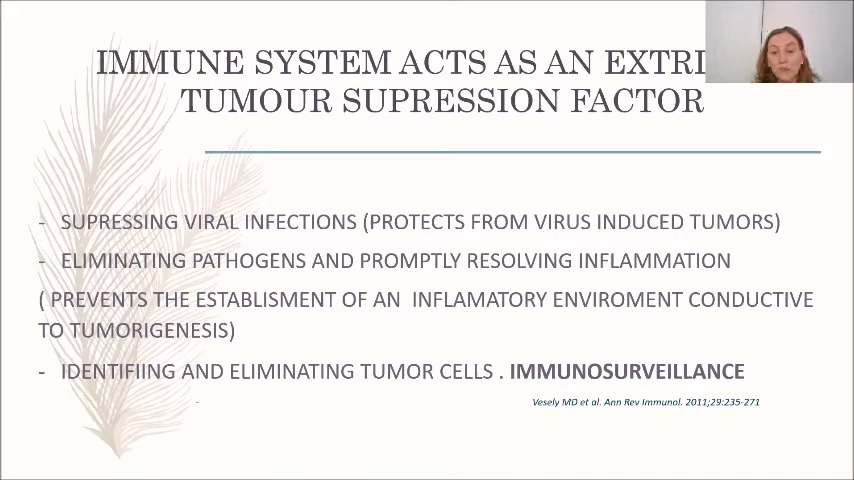 IMMUNE SYSTEM ACTS AS AN EXTRI
TUMOUR SUPRESSION FACTOR
- SUPRESSING VIRAL INFECTIONS (PROTECTS FROM VIRUS INDUCED TUMORS)
- ELIMINATING PATHOGENS AND PROMPTLY RESOLVING INFLAMMATION
( PREVENTS THE ESTABLISMENT OF AN INFLAMATORY ENVIROMENT CONDUCTIVE
TO TUMORIGENESIS)
- IDENTIFIING AND ELIMINATING TUMOR CELLS . IMMUNOSURVEILLANCE
- Vesely MD et al. Ann Rev Immunol. 2011;29:235-271